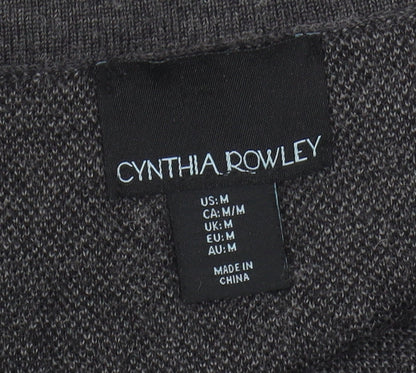 CYNTHIA ROWLEY
US: M
CA: M/M
UK: M
EU: M
AU: M
MADE IN
CHINA